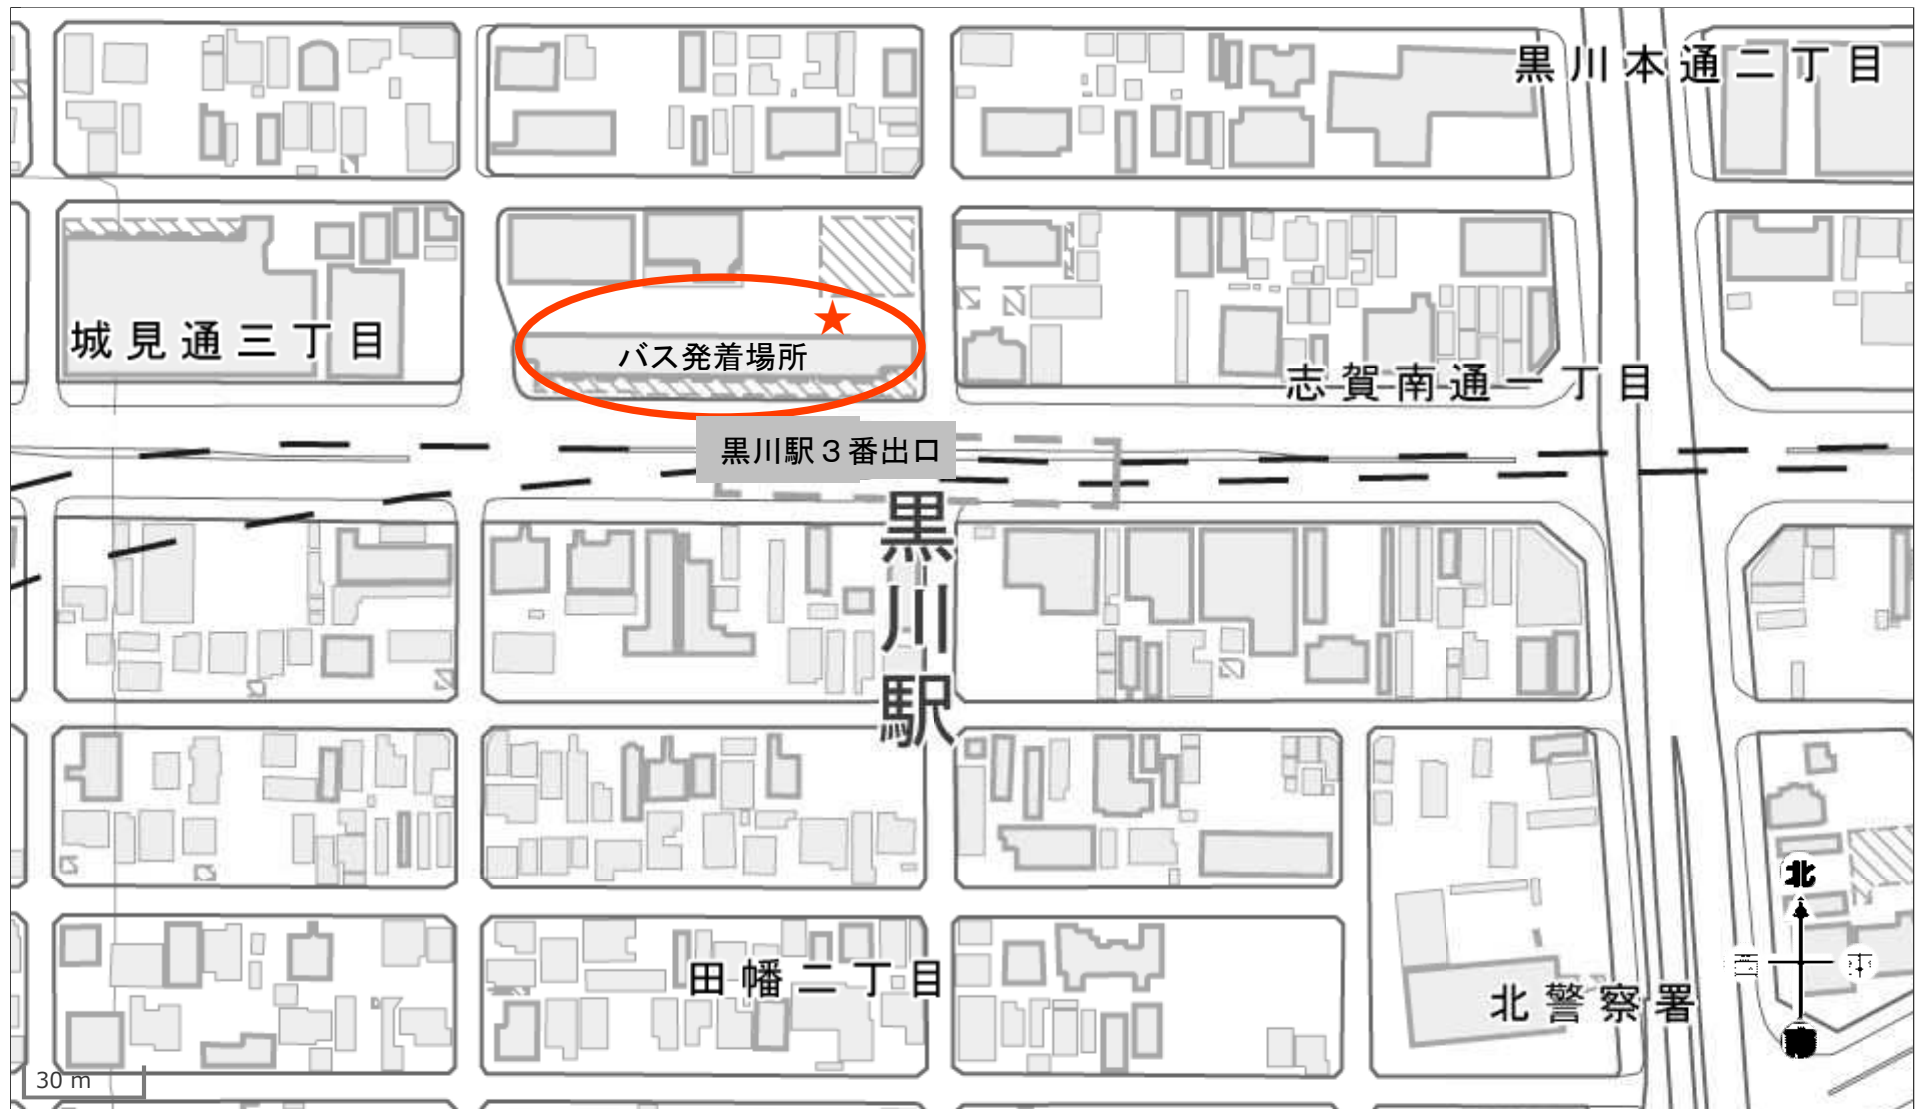 黒川本通二丁目
城見通三丁目
バス発着場所
志賀南通一丁目
黒川駅３番出口
黒川駅
北
田幡二丁目
北警察署
南
30 m